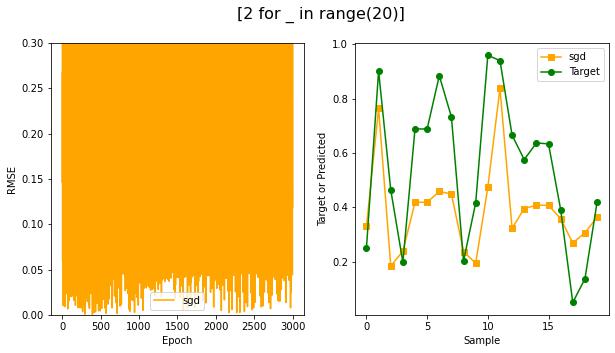 [2 for _ in range(20)]
RMSE
0.30
0.25
0.20
0.15
0.10
0.05
0.00
sgd
0
500
1000
1500
2000
2500
3000
Epoch
Target or Predicted
1.0
0.8
0.6
0.4
0.2
sgd
Target
0
5
10
15
Sample